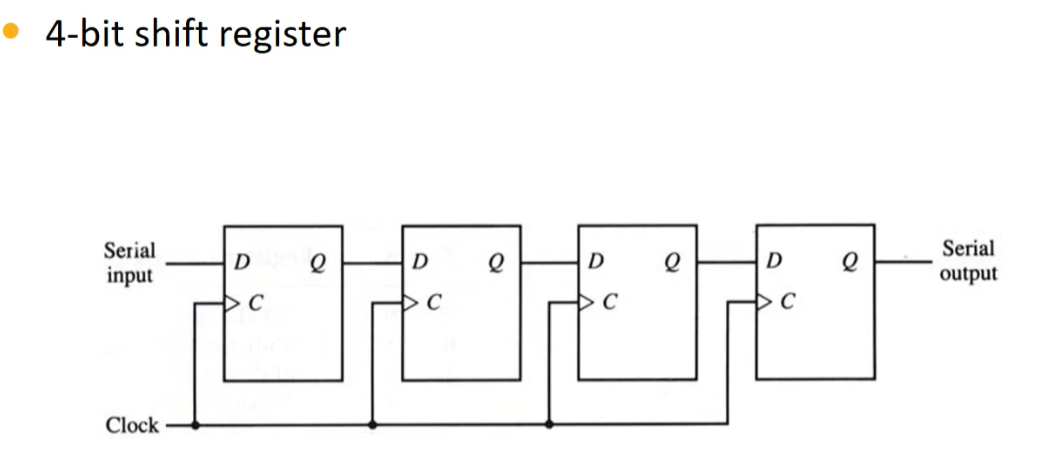 4-bit shift register
Serial
input
D
Q
C
D
Q
C
D
Q
C
D
Q
C
Serial
output
Clock